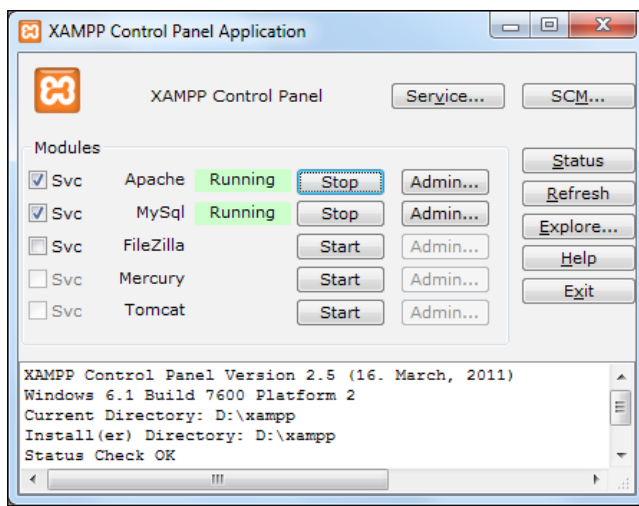 XAMPP Control Panel Application
XAMPP Control Panel Service... SCM...
Modules
Svc Apache Running Stop Admin...
Svc MySql Running Stop Admin...
Svc FileZilla Start Admin...
Svc Mercury Start Admin...
Svc Tomcat Start Admin...
Status
Refresh
Explore...
Help
Exit
XAMPP Control Panel Version 2.5 (16. March, 2011)
Windows 6.1 Build 7600 Platform 2
Current Directory: D:\xampp
Install(er) Directory: D:\xampp
Status Check OK